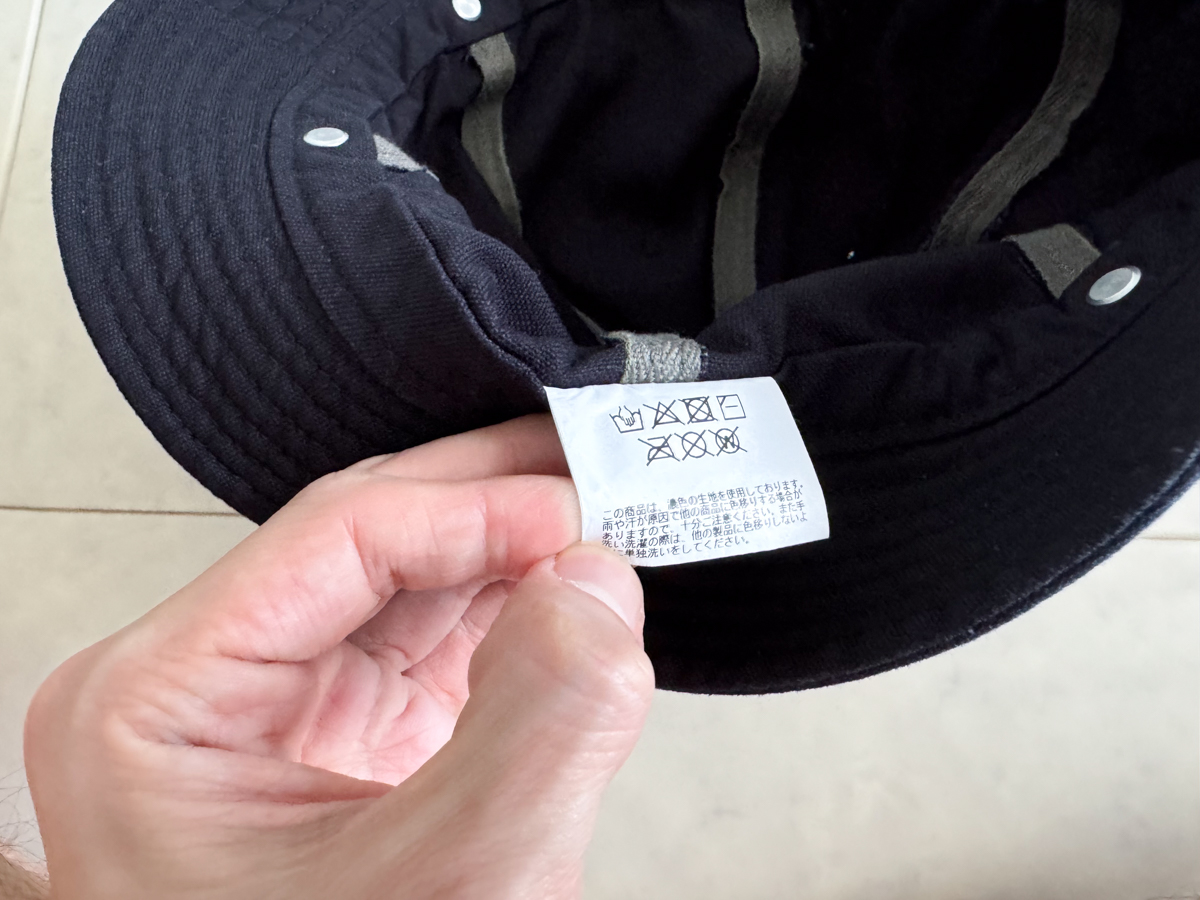 この商品は、濃色の生地を使用しております。
雨や汗が原因で他の商品に色移りする場合が
ありますので、十分ご注意ください。また手
洗い洗濯の際は、他の製品に色移りしないよ
に単独洗いをしてください。